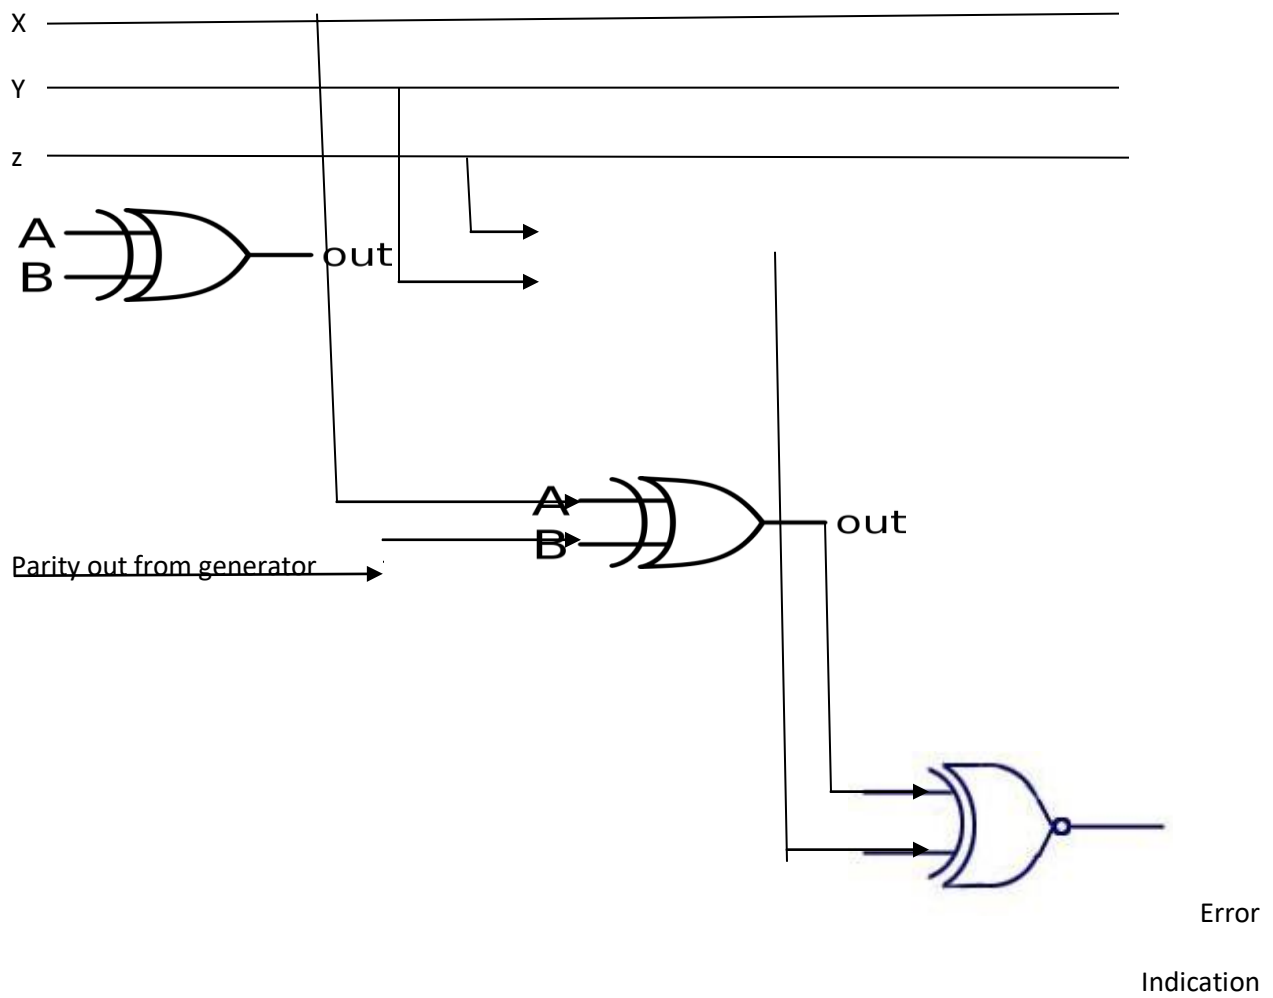 X
Y
z
A
B
out
A
B
out
Parity out from generator
Error
Indication